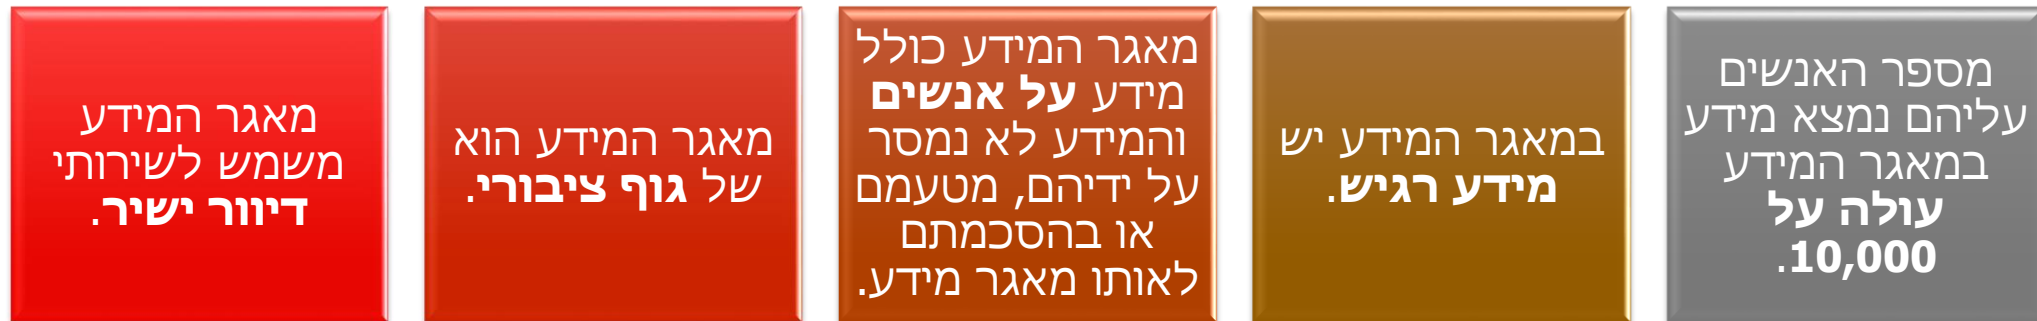 מספר האנשים
עליהם נמצא מידע
במאגר המידע
עולה על
10,000.
במאגר המידע יש
מידע רגיש.
מאגר המידע כולל
מידע על אנשים
והמידע לא נמסר
על ידיהם, מטעמם
או בהסכמתם
לאותו מאגר מידע.
מאגר המידע הוא
של גוף ציבורי.
מאגר המידע
משמש לשירותי
דיוור ישיר.